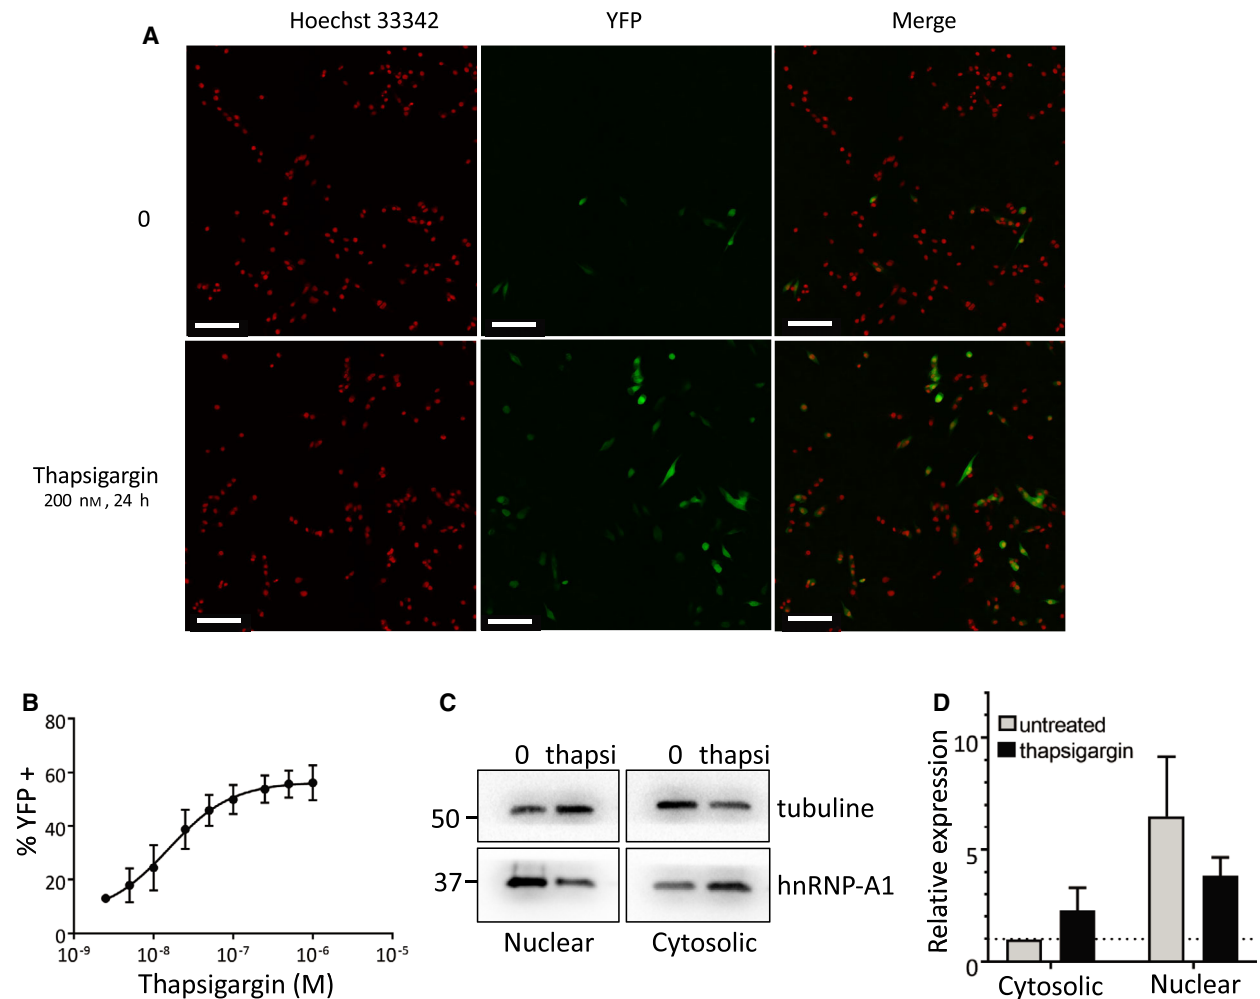 A
Hoechst 33342 YFP Merge
0
Thapsigargin
200 nM, 24 h
B
% YFP +
80
60
40
20
0
10-9 10-8 10-7 10-6 10-5
Thapsigargin (M)
C
0 thapsi 0 thapsi
50 tubuline
37 hnRNP-A1
Nuclear Cytosolic
D
Relative expression
untreated
thapsigargin
10
5
0
Cytosolic Nuclear